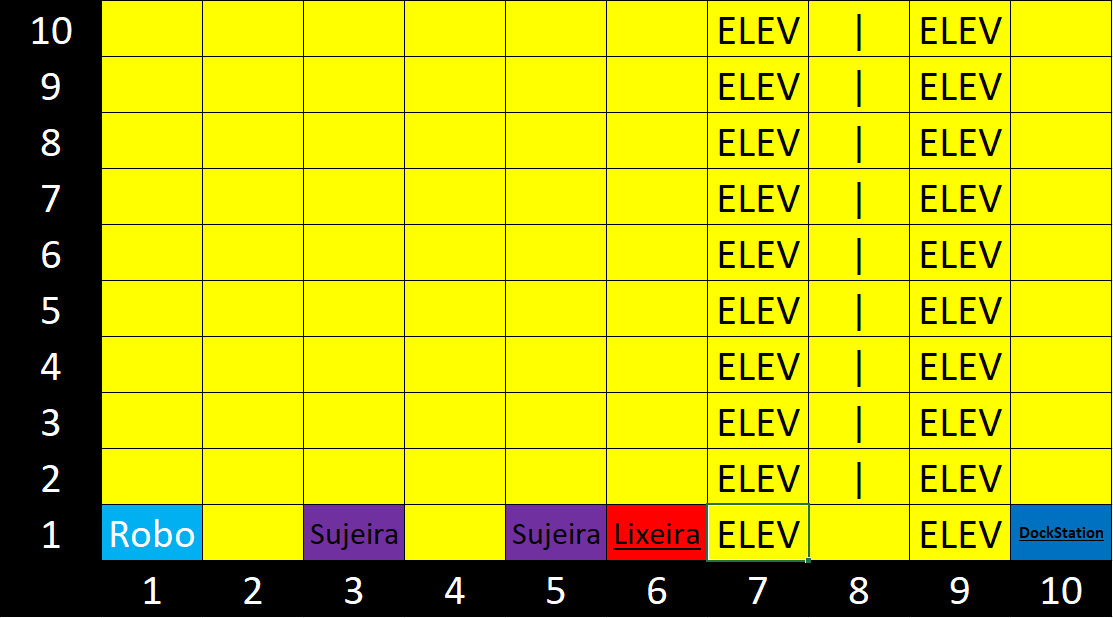 10 ELEV | ELEV
9 ELEV | ELEV
8 ELEV | ELEV
7 ELEV | ELEV
6 ELEV | ELEV
5 ELEV | ELEV
4 ELEV | ELEV
3 ELEV | ELEV
2 ELEV | ELEV
1 Robo Sujeira Sujeira Lixeira ELEV ELEV DockStation
1 2 3 4 5 6 7 8 9 10